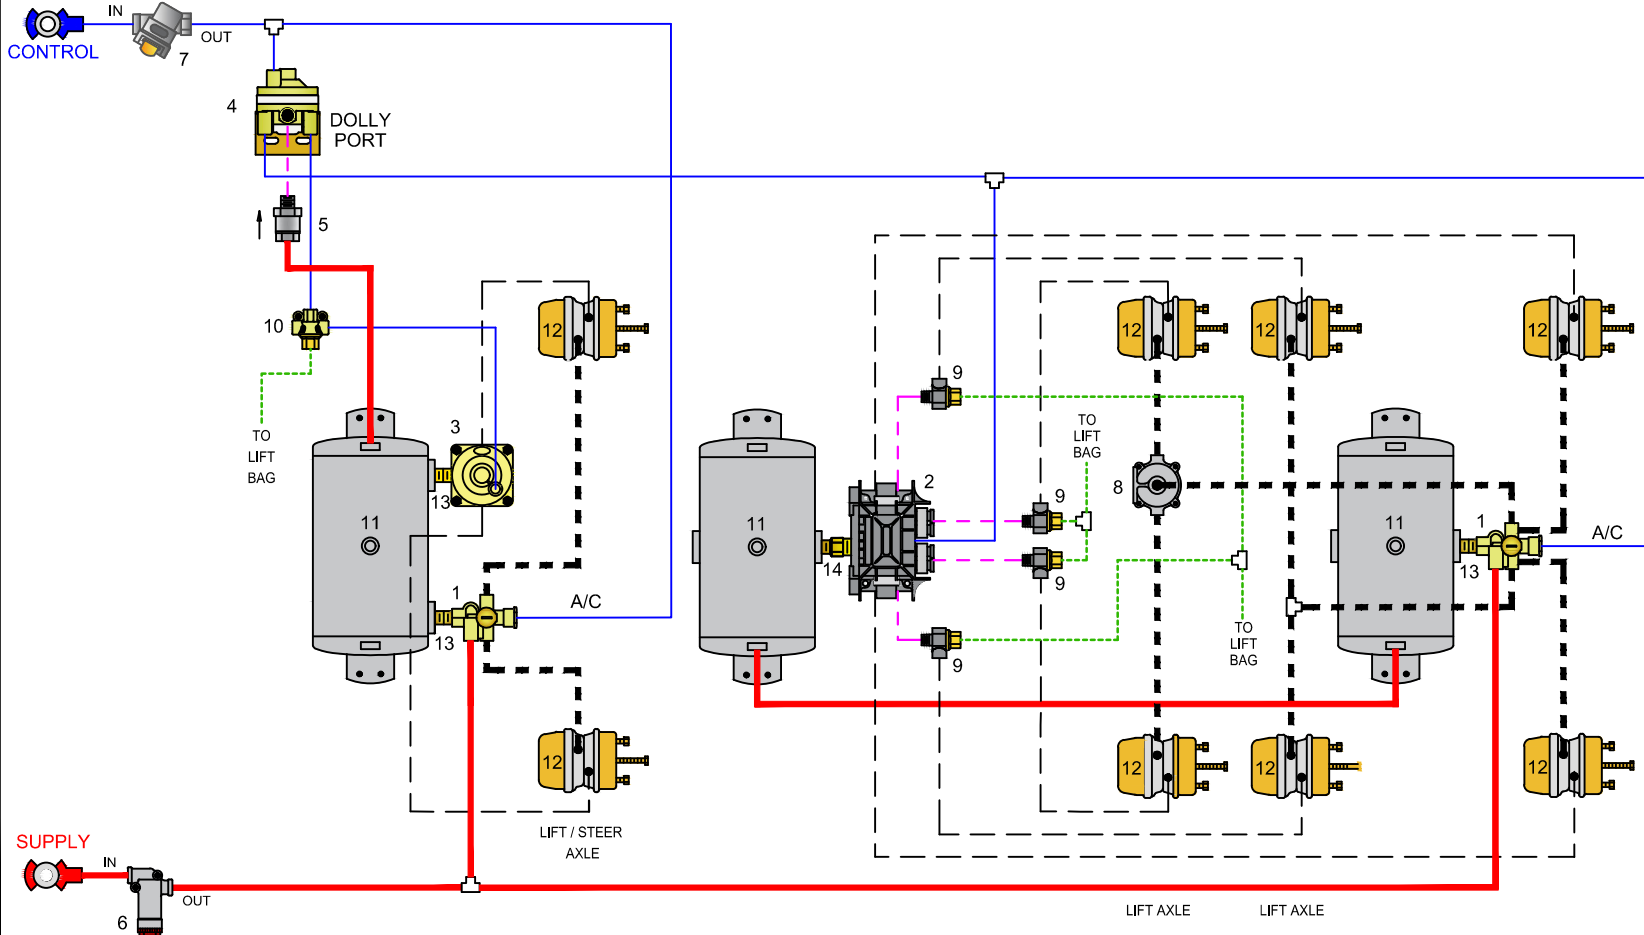 IN
OUT
CONTROL
7
4
DOLLY
PORT
5
10
12
12
12
12
9
3
TO
LIFT
BAG
TO
LIFT
BAG
13
11
2
8
9
11
14
9
1
11
13
A/C
1
A/C
13
TO
LIFT
BAG
9
12
12
12
12
LIFT / STEER
AXLE
SUPPLY
IN
OUT
6
LIFT AXLE
LIFT AXLE